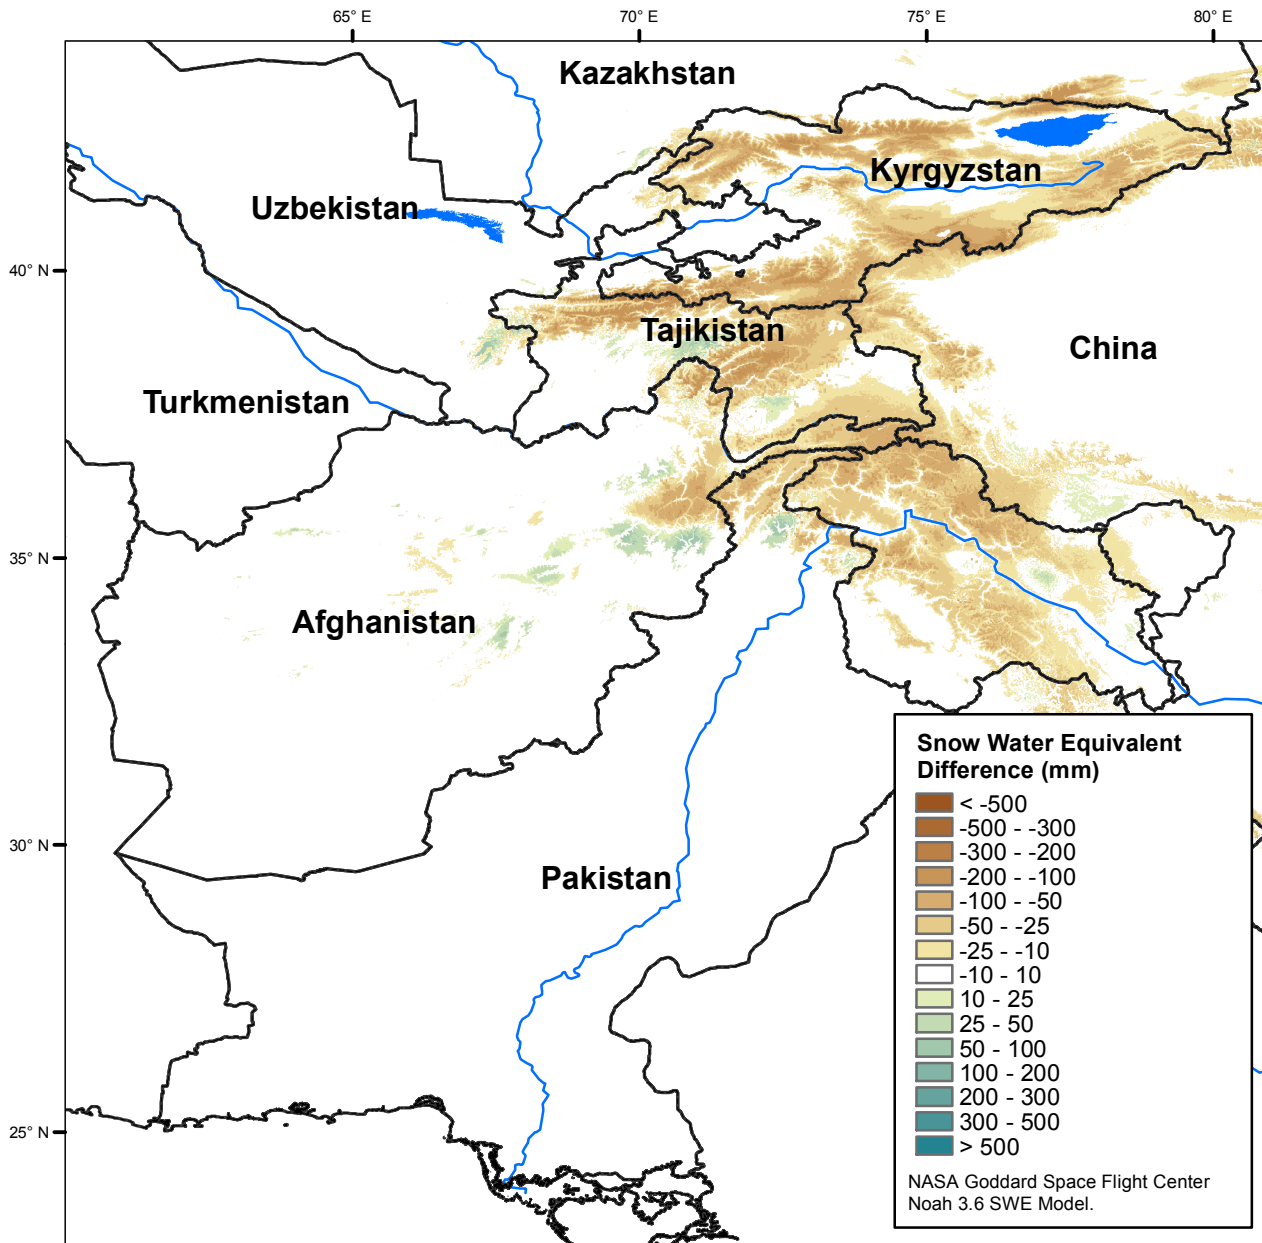 65° E
70° E
75° E
80° E
Kazakhstan
Kyrgyzstan
Uzbekistan
40° N
Tajikistan
China
Turkmenistan
35° N
Afghanistan
30° N
Pakistan
25° N
Snow Water Equivalent
Difference (mm)
< -500
-500 - -300
-300 - -200
-200 - -100
-100 - -50
-50 - -25
-25 - -10
-10 - 10
10 - 25
25 - 50
50 - 100
100 - 200
200 - 300
300 - 500
> 500
NASA Goddard Space Flight Center
Noah 3.6 SWE Model.